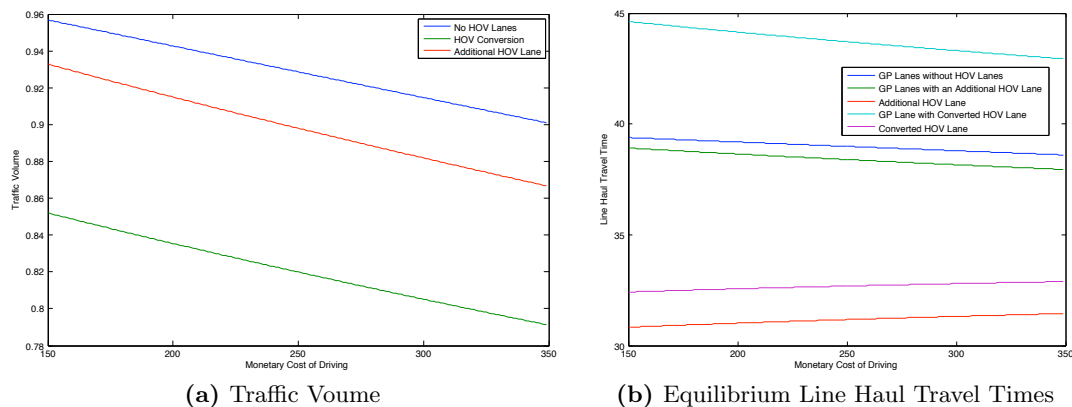 0.96
0.94
0.92
0.9
0.88
0.86
0.84
0.82
0.8
0.78
Traffic Volume
No HOV Lanes
HOV Conversion
Additional HOV Lane
150
200
250
300
350
Monetary Cost of Driving
(a) Traffic Voume
45
40
35
30
Line Haul Travel Time
GP Lanes without HOV Lanes
GP Lanes with an Additional HOV Lane
Additional HOV Lane
GP Lane with Converted HOV Lane
Converted HOV Lane
150
200
250
300
350
Monetary Cost of Driving
(b) Equilibrium Line Haul Travel Times